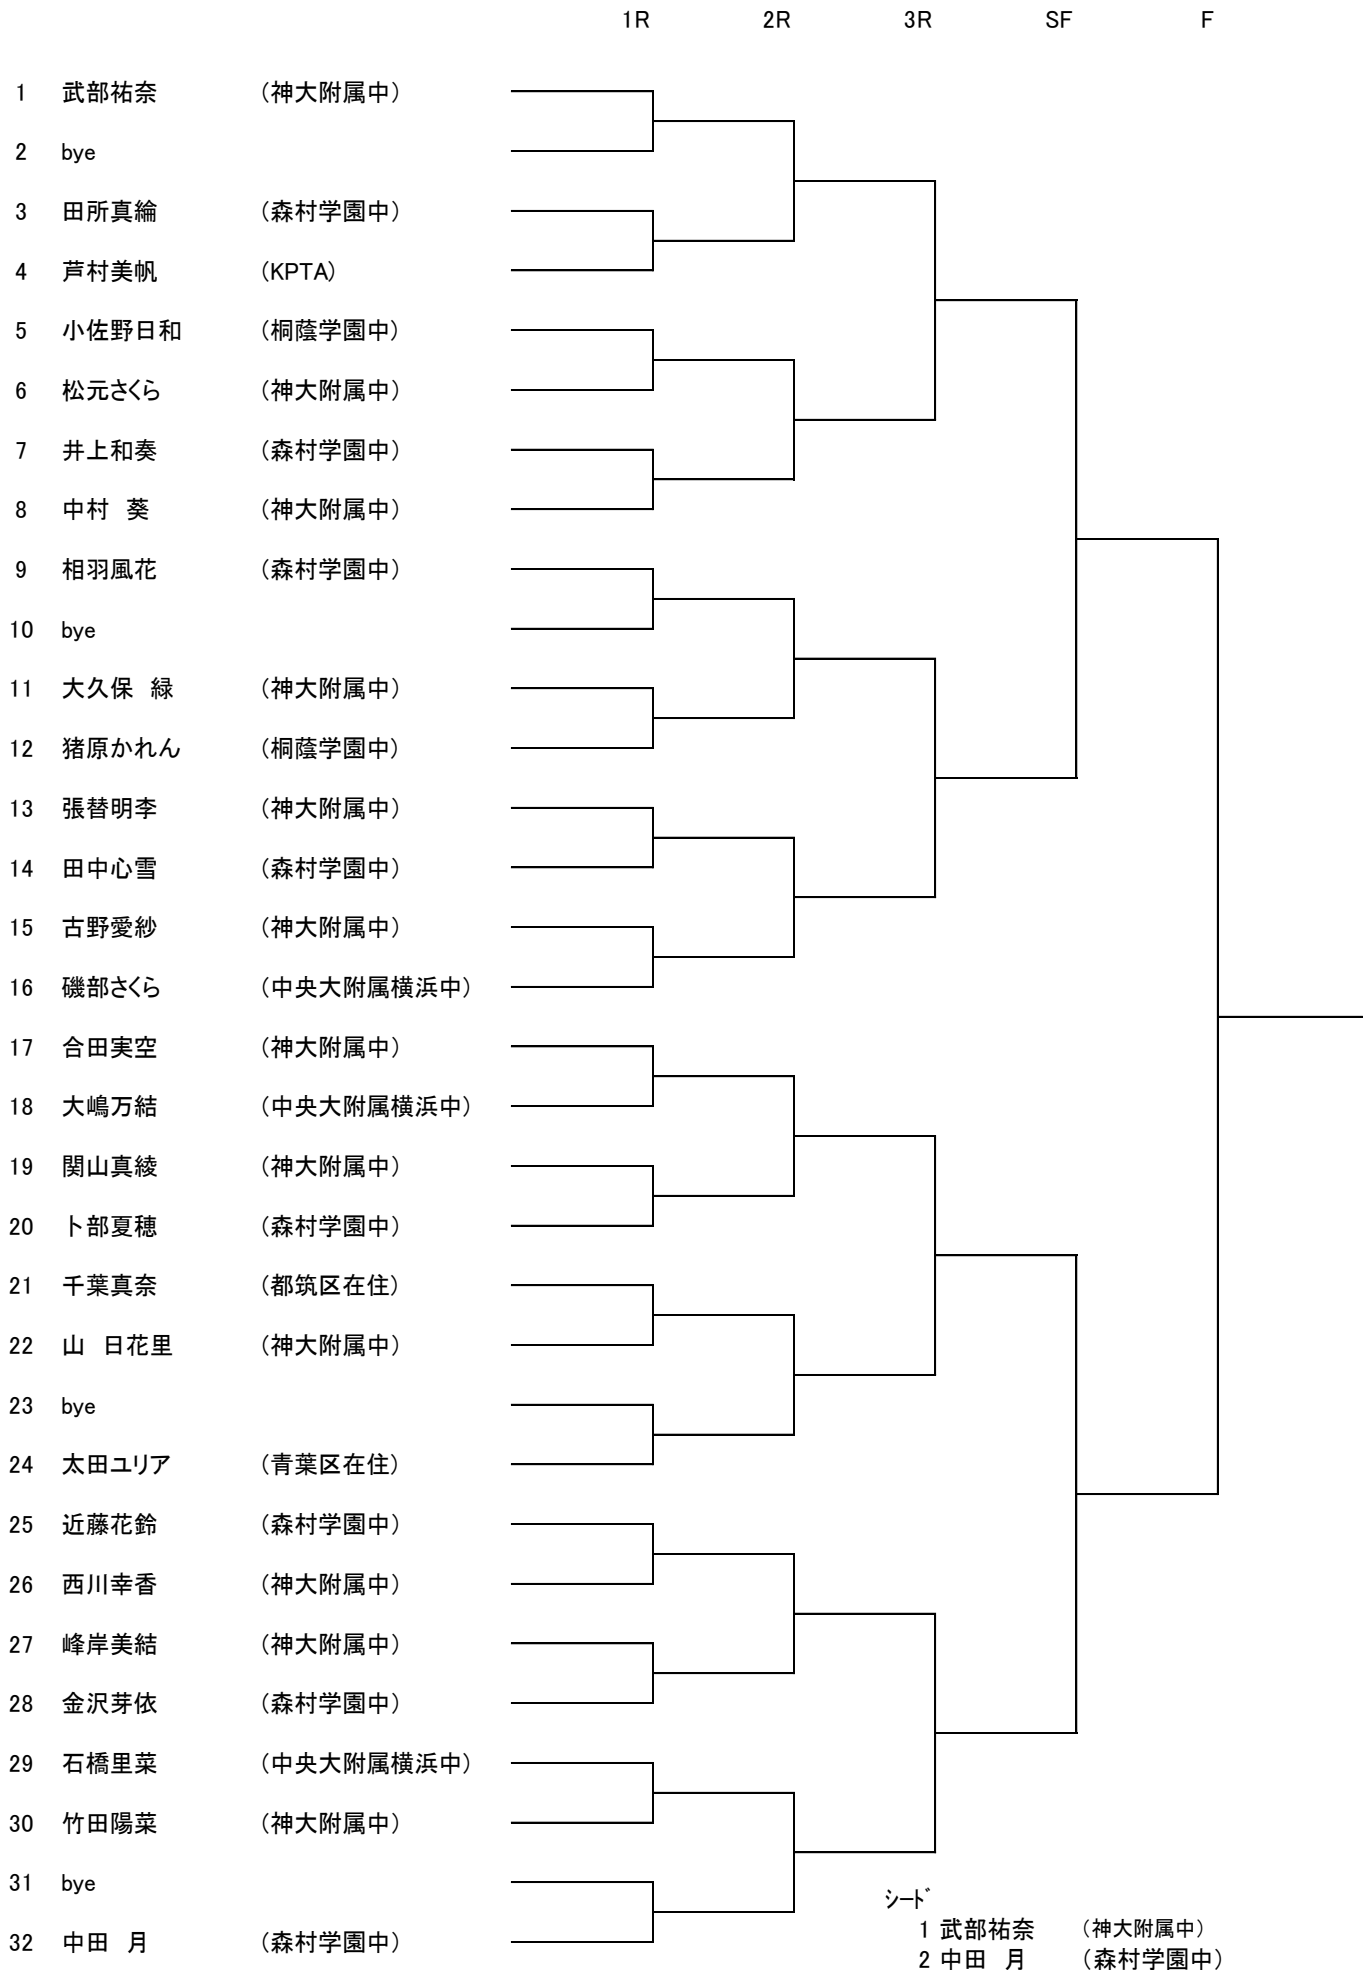 1R 2R 3R SF F
1 武部祐奈 (神大附属中)
2 bye
3 田所真綸 (森村学園中)
4 芦村美帆 (KPTA)
5 小佐野日和 (桐蔭学園中)
6 松元さくら (神大附属中)
7 井上和奏 (森村学園中)
8 中村　葵 (神大附属中)
9 相羽風花 (森村学園中)
10 bye
11 大久保　緑 (神大附属中)
12 猪原かれん (桐蔭学園中)
13 張替明李 (神大附属中)
14 田中心雪 (森村学園中)
15 古野愛紗 (神大附属中)
16 磯部さくら (中央大附属横浜中)
17 合田実空 (神大附属中)
18 大嶋万結 (中央大附属横浜中)
19 関山真綾 (神大附属中)
20 卜部夏穂 (森村学園中)
21 千葉真奈 (都筑区在住)
22 山　日花里 (神大附属中)
23 bye
24 太田ユリア (青葉区在住)
25 近藤花鈴 (森村学園中)
26 西川幸香 (神大附属中)
27 峰岸美結 (神大附属中)
28 金沢芽依 (森村学園中)
29 石橋里菜 (中央大附属横浜中)
30 竹田陽菜 (神大附属中)
31 bye
32 中田　月 (森村学園中)
ｼｰﾄﾞ
1 武部祐奈 (神大附属中)
2 中田　月 (森村学園中)